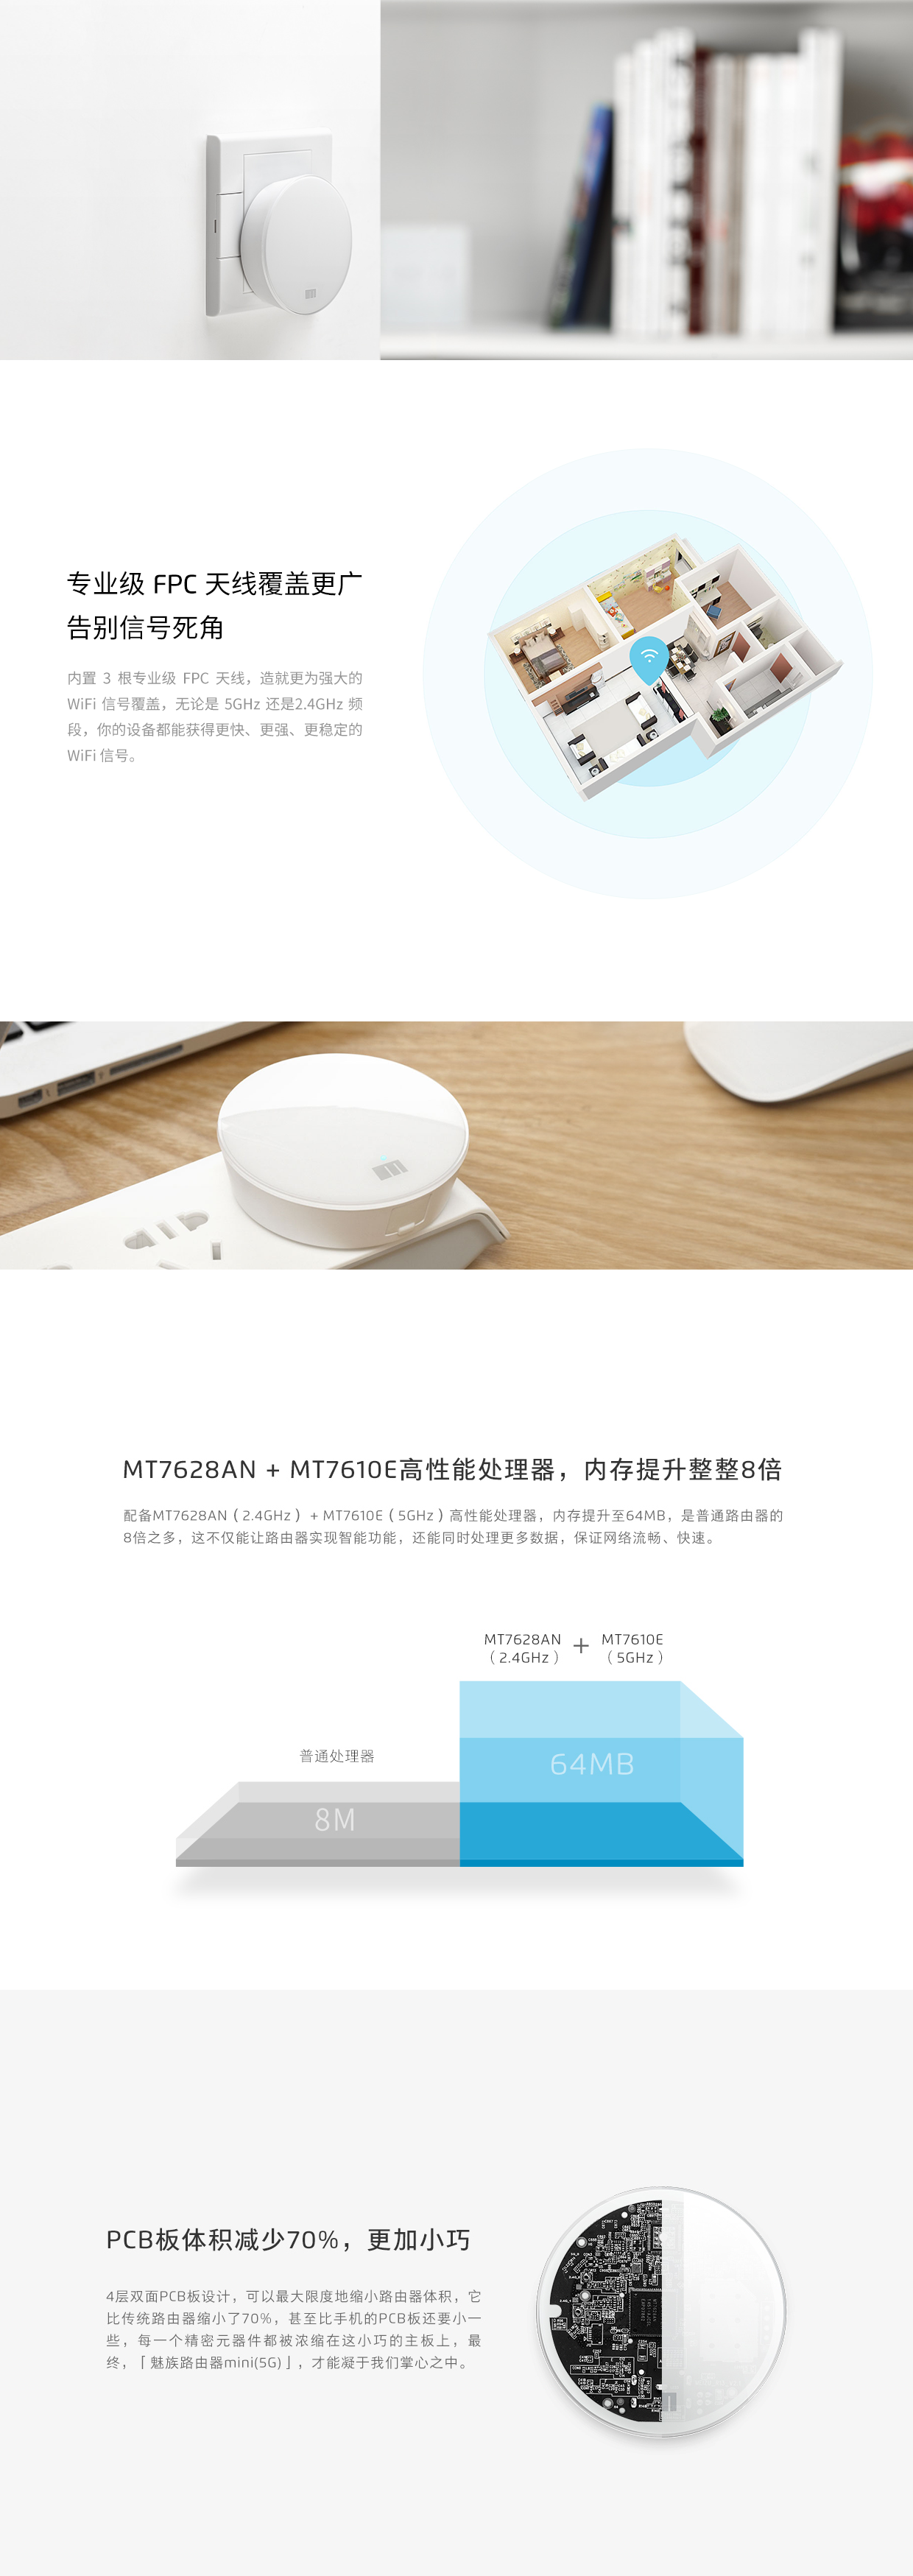 专业级 FPC 天线覆盖更广
告别信号死角
内置 3 根专业级 FPC 天线，造就更为强大的
WiFi 信号覆盖，无论是 5GHz 还是2.4GHz 频
段，你的设备都能获得更快、更强、更稳定的
WiFi 信号。
MT7628AN + MT7610E高性能处理器，内存提升整整8倍
配备MT7628AN（2.4GHz） + MT7610E（5GHz）高性能处理器，内存提升至64MB，是普通路由器的
8倍之多，这不仅能让路由器实现智能功能，还能同时处理更多数据，保证网络流畅、快速。
MT7628AN + MT7610E
（2.4GHz） （5GHz）
普通处理器
64MB
8M
PCB板体积减少70%，更加小巧
4层双面PCB板设计，可以最大限度地缩小路由器体积，它
比传统路由器缩小了70%，甚至比手机的PCB板还要小一
些，每一个精密元器件都被浓缩在这小巧的主板上，最
终，「魅族路由器mini(5G)」，才能凝于我们掌心之中。